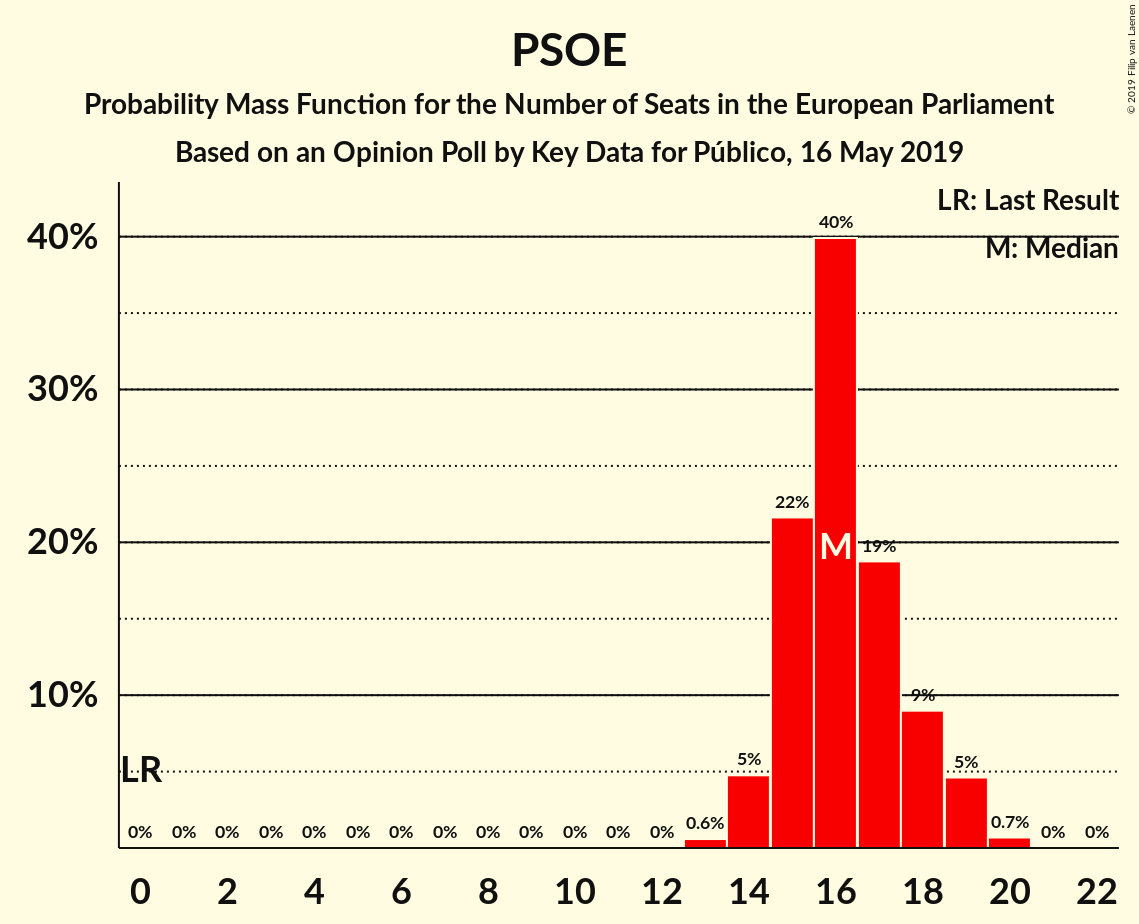 PSOE
Probability Mass Function for the Number of Seats in the European Parliament
Based on an Opinion Poll by Key Data for Público, 16 May 2019
© 2019 Filip van Laenen
LR: Last Result
M: Median
40%
30%
20%
10%
40%
22%
M
19%
9%
LR
5%
5%
0% 0% 0% 0% 0% 0% 0% 0% 0% 0% 0% 0% 0% 0.6% 0.7% 0% 0%
0 2 4 6 8 10 12 14 16 18 20 22